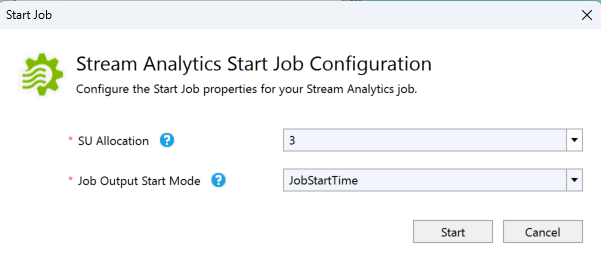 Start Job
Stream Analytics Start Job Configuration
Configure the Start Job properties for your Stream Analytics job.
* SU Allocation ? 3
* Job Output Start Mode ? JobStartTime
Start Cancel